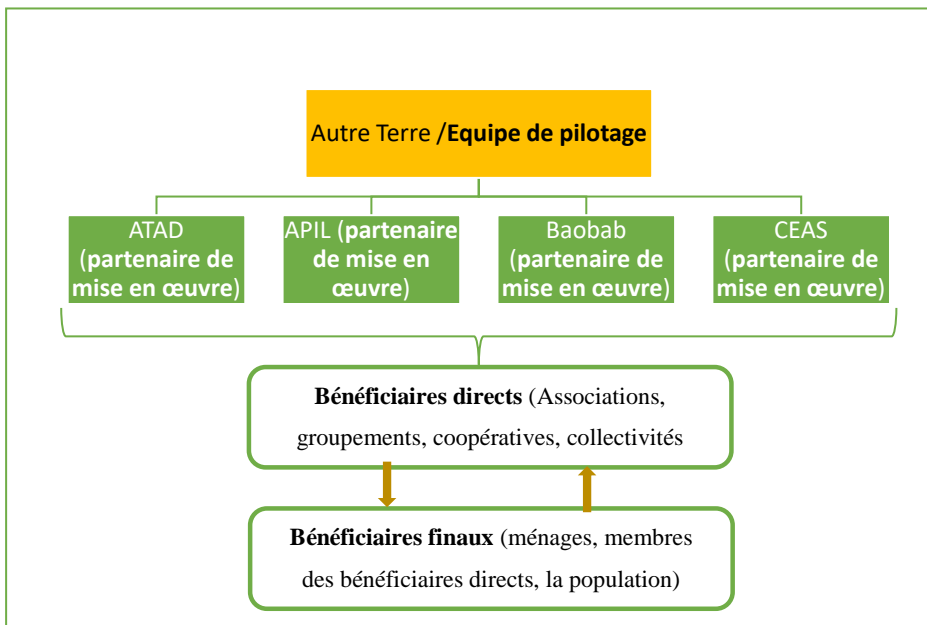 Autre Terre /Equipe de pilotage
ATAD
(partenaire de
mise en œuvre)
APIL (partenaire
de mise en
œuvre)
Baobab
(partenaire de
mise en œuvre)
CEAS
(partenaire de
mise en œuvre)
Bénéficiaires directs (Associations,
groupements, coopératives, collectivités
Bénéficiaires finaux (ménages, membres
des bénéficiaires directs, la population)